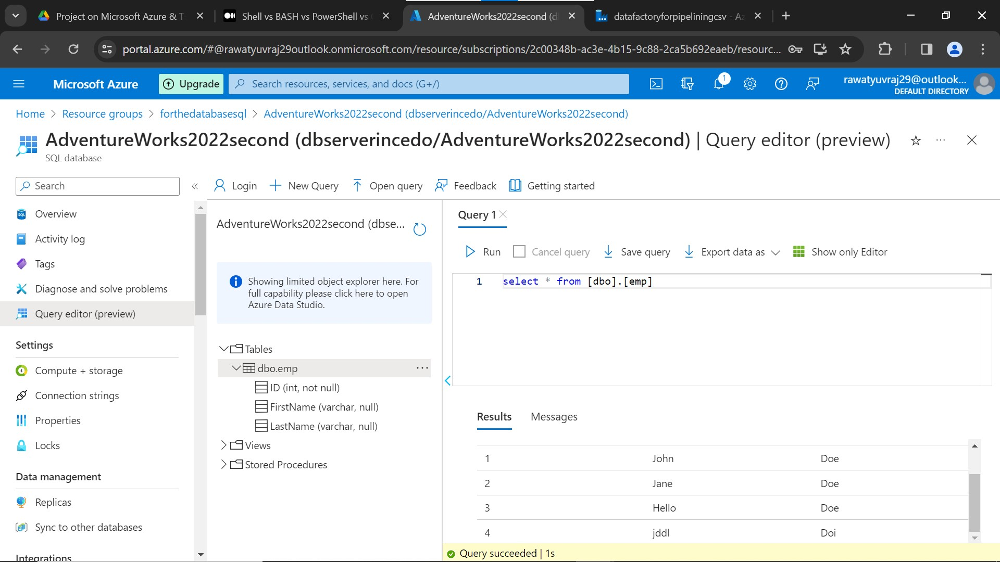 Project on Microsoft Azure & T-
Shell vs BASH vs PowerShell vs
AdventureWorks2022second (d
datafactoryforpipeliningcsv - Az
portal.azure.com/#@rawatyuvraj29outlook.onmicrosoft.com/resource/subscriptions/2c00348b-ac3e-4b15-9c88-2ca5b692eaeb/resourc...
Microsoft Azure
Upgrade
Search resources, services, and docs (G+/)
1
rawatyuvraj29@outlook...
DEFAULT DIRECTORY
Home > Resource groups > forthedatabasesql > AdventureWorks2022second (dbserverincedo/AdventureWorks2022second)
AdventureWorks2022second (dbserverincedo/AdventureWorks2022second) | Query editor (preview)
SQL database
Search
Login
New Query
Open query
Feedback
Getting started
Overview
Activity log
Tags
Diagnose and solve problems
Query editor (preview)
Settings
Compute + storage
Connection strings
Properties
Locks
Data management
Replicas
Sync to other databases
Integrations
AdventureWorks2022second (dbse...
Showing limited object explorer here. For
full capability please click here to open
Azure Data Studio.
Tables
dbo.emp
ID (int, not null)
FirstName (varchar, null)
LastName (varchar, null)
Views
Stored Procedures
Query 1
Run
Cancel query
Save query
Export data as
Show only Editor
1 select * from [dbo].[emp]
Results
Messages
1 John Doe
2 Jane Doe
3 Hello Doe
4 jddl Doi
Query succeeded | 1s